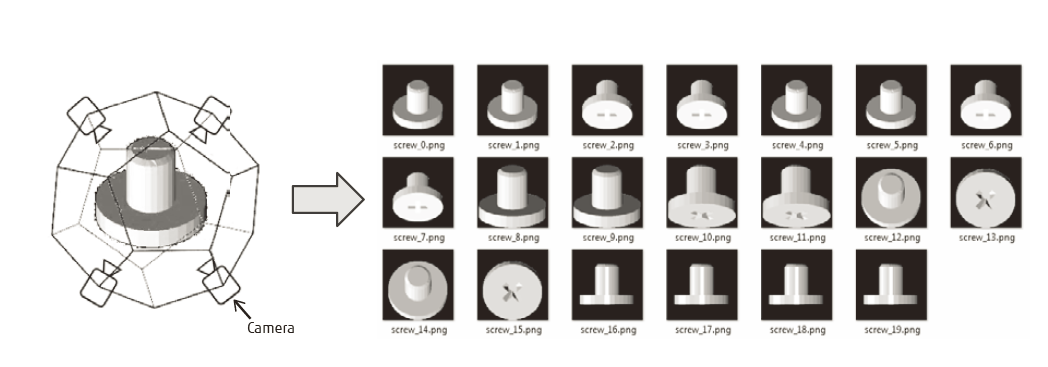 screw_0.png screw_1.png screw_2.png screw_3.png screw_4.png screw_5.png screw_6.png
screw_7.png screw_8.png screw_9.png screw_10.png screw_11.png screw_12.png screw_13.png
screw_14.png screw_15.png screw_16.png screw_17.png screw_18.png screw_19.png
Camera